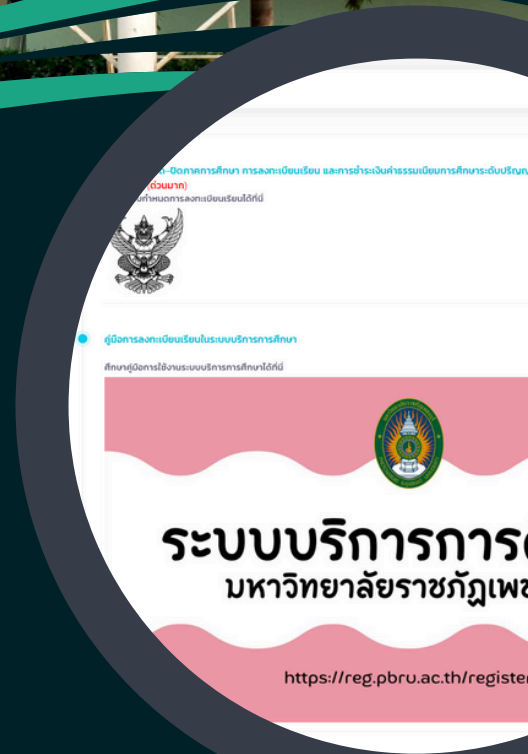 -ปิดภาคการศึกษา การลงทะเบียนเรียน และการชำระเงินค่าธรรมเนียมการศึกษาระดับปริญญ
(ด่วนมาก)
กำหนดการลงทะเบียนเรียนได้ที่นี่
คู่มือการลงทะเบียนเรียนในระบบบริการการศึกษา
ศึกษาคู่มือการใช้งานระบบบริการการศึกษาได้ที่นี่
ระบบบริการการ
มหาวิทยาลัยราชภัฏเพช
https://reg.pbru.ac.th/register